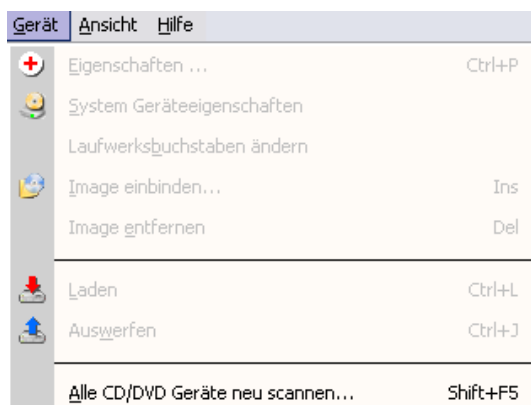 Gerät Ansicht Hilfe
Eigenschaften ... Ctrl+P
System Geräteeigenschaften
Laufwerksbuchstaben ändern
Image einbinden... Ins
Image entfernen Del
Laden Ctrl+L
Auswerfen Ctrl+J
Alle CD/DVD Geräte neu scannen... Shift+F5